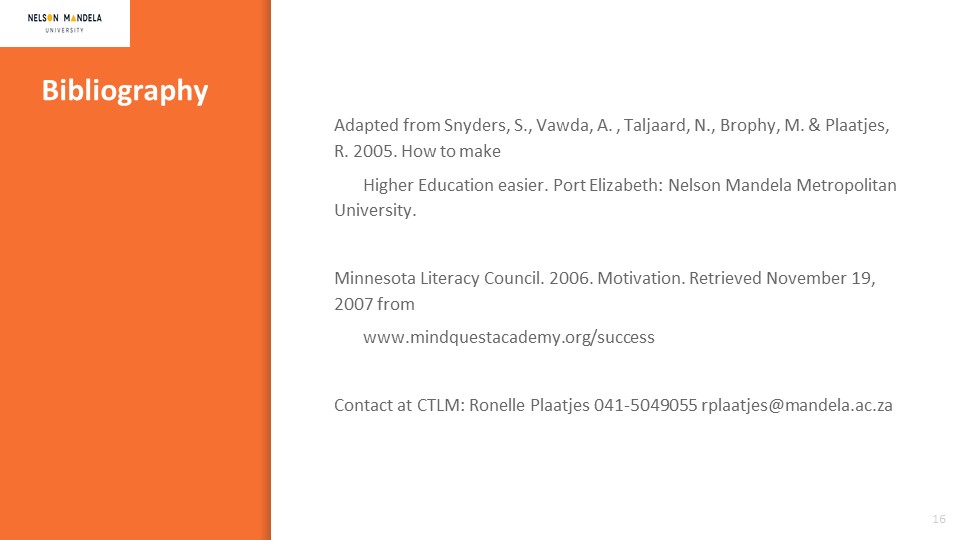 NELSON MANDELA
UNIVERSITY
Bibliography
Adapted from Snyders, S., Vawda, A. , Taljaard, N., Brophy, M. & Plaatjes,
R. 2005. How to make
Higher Education easier. Port Elizabeth: Nelson Mandela Metropolitan
University.
Minnesota Literacy Council. 2006. Motivation. Retrieved November 19,
2007 from
www.mindquestacademy.org/success
Contact at CTLM: Ronelle Plaatjes 041-5049055 rplaatjes@mandela.ac.za
16